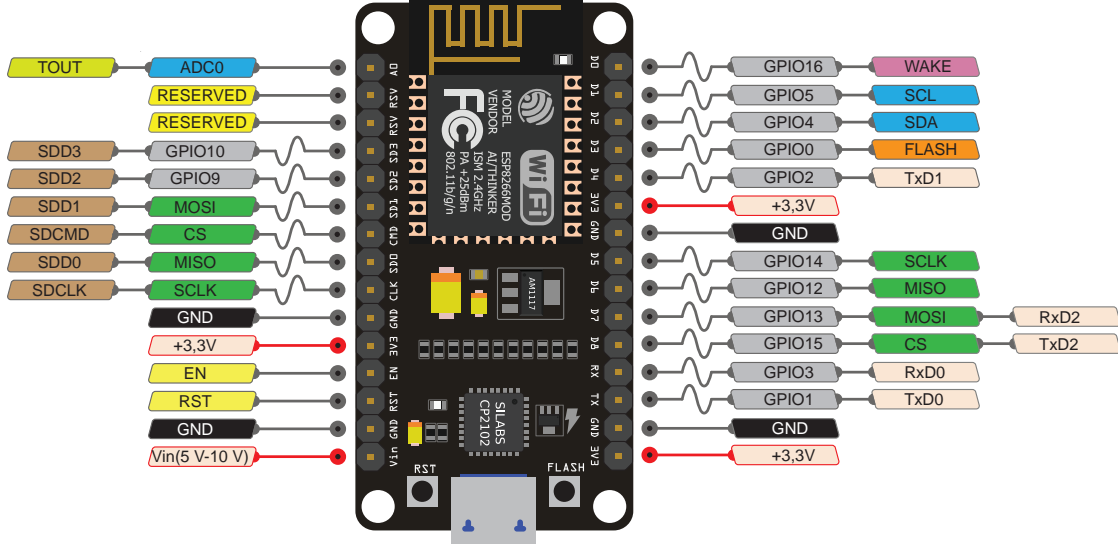 TOUT ADC0 A0
RESERVED RSV
RESERVED RSV
SDD3 GPIO10 SD3
SDD2 GPIO9 SD2
SDD1 MOSI SD1
SDCMD CS CMD
SDD0 MISO SD0
SDCLK SCLK CLK
GND GND
+3,3V 3V3
EN EN
RST RST
GND GND
Vin(5 V-10 V) Vin
MODEL
VENDOR
FC
ESP8266MOD
AI/THINKER
ISM 2.4GHz
PA +25dBm
802.11b/g/n
Wi Fi
AM1117
SILABS
CP2102
RST
FLASH
D0 GPIO16 WAKE
D1 GPIO5 SCL
D2 GPIO4 SDA
D3 GPIO0 FLASH
D4 GPIO2 TxD1
3V3 +3,3V
GND GND
D5 GPIO14 SCLK
D6 GPIO12 MISO
D7 GPIO13 MOSI RxD2
D8 GPIO15 CS TxD2
RX GPIO3 RxD0
TX GPIO1 TxD0
GND GND
3V3 +3,3V